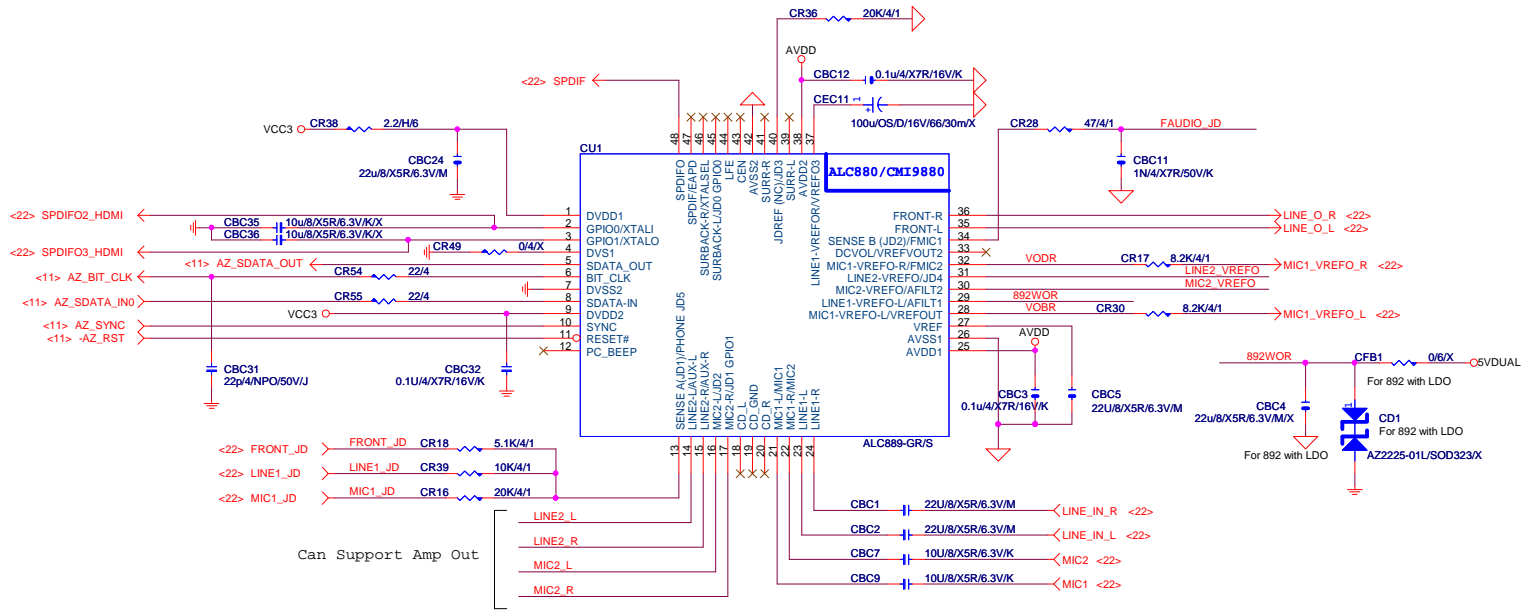 CR36 20K/4/1
AVDD
<22> SPDIF
CBC12 0.1u/4/X7R/16V/K
CEC11 1
+
100u/OS/D/16V/66/30m/X
VCC3 CR38 2.2/H/6
CBC24
22u/8/X5R/6.3V/M
CR28 47/4/1 FAUDIO_JD
CBC11
1N/4/X7R/50V/K
48 47 46 45 44 43 42 41 40 39 38 37
CU1
ALC880/CMI9880
SPDIFO
SPDIF/EAPD
SURBACK-R/XTALSEL
SURBACK-L/JD0 GPIO0
LFE
CEN
AVSS2
SURR-R
JDREF (NC)/JD3
SURR-L
AVDD2
LINE1-VREFOR/VREFO3
<22> SPDIFO2_HDMI
CBC35 10u/8/X5R/6.3V/K/X
CBC36 10u/8/X5R/6.3V/K/X
<22> SPDIFO3_HDMI
CR49 0/4/X
<11> AZ_SDATA_OUT
<11> AZ_BIT_CLK CR54 22/4
<11> AZ_SDATA_IN0 CR55 22/4
VCC3
<11> AZ_SYNC
<11> -AZ_RST
1 DVDD1
2 GPIO0/XTALI
3 GPIO1/XTALO
4 DVS1
5 SDATA_OUT
6 BIT_CLK
7 DVSS2
8 SDATA-IN
9 DVDD2
10 SYNC
11 RESET#
12 PC_BEEP
FRONT-R 36 LINE_O_R <22>
FRONT-L 35 LINE_O_L <22>
SENSE B (JD2)/FMIC1 34
DCVOL/VREFVOUT2 33
MIC1-VREFO-R/FMIC2 32 VODR CR17 8.2K/4/1 MIC1_VREFO_R <22>
LINE2-VREFO/JD4 31 LINE2_VREFO
MIC2-VREFO/AFILT2 30 MIC2_VREFO
LINE1-VREFO-L/AFILT1 29 892WOR
MIC1-VREFO-L/VREFOUT 28 VOBR CR30 8.2K/4/1 MIC1_VREFO_L <22>
VREF 27
AVSS1 26
AVDD1 25
AVDD
CBC31
22p/4/NPO/50V/J
CBC32
0.1U/4/X7R/16V/K
CBC3
0.1u/4/X7R/16V/K
CBC5
22U/8/X5R/6.3V/M
892WOR CFB1 0/6/X 5VDUAL
For 892 with LDO
CBC4
22u/8/X5R/6.3V/M/X
For 892 with LDO
1
CD1
For 892 with LDO
AZ2225-01L/SOD323/X
SENSE A(JD1)/PHONE JD5
LINE2-L/AUX-L
LINE2-R/AUX-R
MIC2-L/JD2
MIC2-R/JD1 GPIO1
CD_L
CD_GND
CD_R
MIC1-L/MIC1
MIC1-R/MIC2
LINE1-L
LINE1-R
ALC889-GR/S
13 14 15 16 17 18 19 20 21 22 23 24
<22> FRONT_JD FRONT_JD CR18 5.1K/4/1
<22> LINE1_JD LINE1_JD CR39 10K/4/1
<22> MIC1_JD MIC1_JD CR16 20K/4/1
Can Support Amp Out
LINE2_L
LINE2_R
MIC2_L
MIC2_R
CBC1 22U/8/X5R/6.3V/M LINE_IN_R <22>
CBC2 22U/8/X5R/6.3V/M LINE_IN_L <22>
CBC7 10U/8/X5R/6.3V/K MIC2 <22>
CBC9 10U/8/X5R/6.3V/K MIC1 <22>